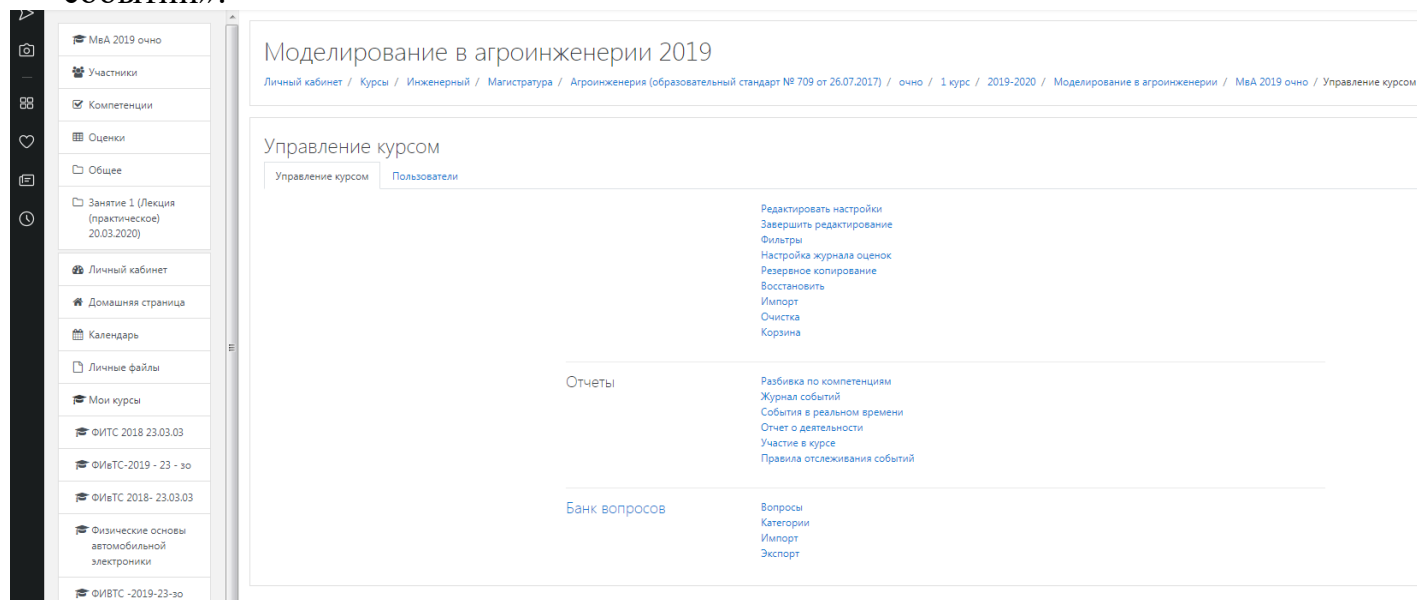 событий».
МвА 2019 очно
Участники
Компетенции
Оценки
Общее
Занятие 1 (Лекция
(практическое)
20.03.2020)
Личный кабинет
Домашняя страница
Календарь
Личные файлы
Мои курсы
ФИТС 2018 23.03.03
ФИвТС-2019 - 23 - зо
ФИвТС 2018- 23.03.03
Физические основы
автомобильной
электроники
ФИВТС -2019-23-зо
Моделирование в агроинженерии 2019
Личный кабинет / Курсы / Инженерный / Магистратура / Агроинженерия (образовательный стандарт № 709 от 26.07.2017) / очно / 1 курс / 2019-2020 / Моделирование в агроинженерии / МвА 2019 очно / Управление курсом
Управление курсом
Управление курсом Пользователи
Редактировать настройки
Завершить редактирование
Фильтры
Настройка журнала оценок
Резервное копирование
Восстановить
Импорт
Очистка
Корзина
Отчеты
Разбивка по компетенциям
Журнал событий
События в реальном времени
Отчет о деятельности
Участие в курсе
Правила отслеживания событий
Банк вопросов
Вопросы
Категории
Импорт
Экспорт